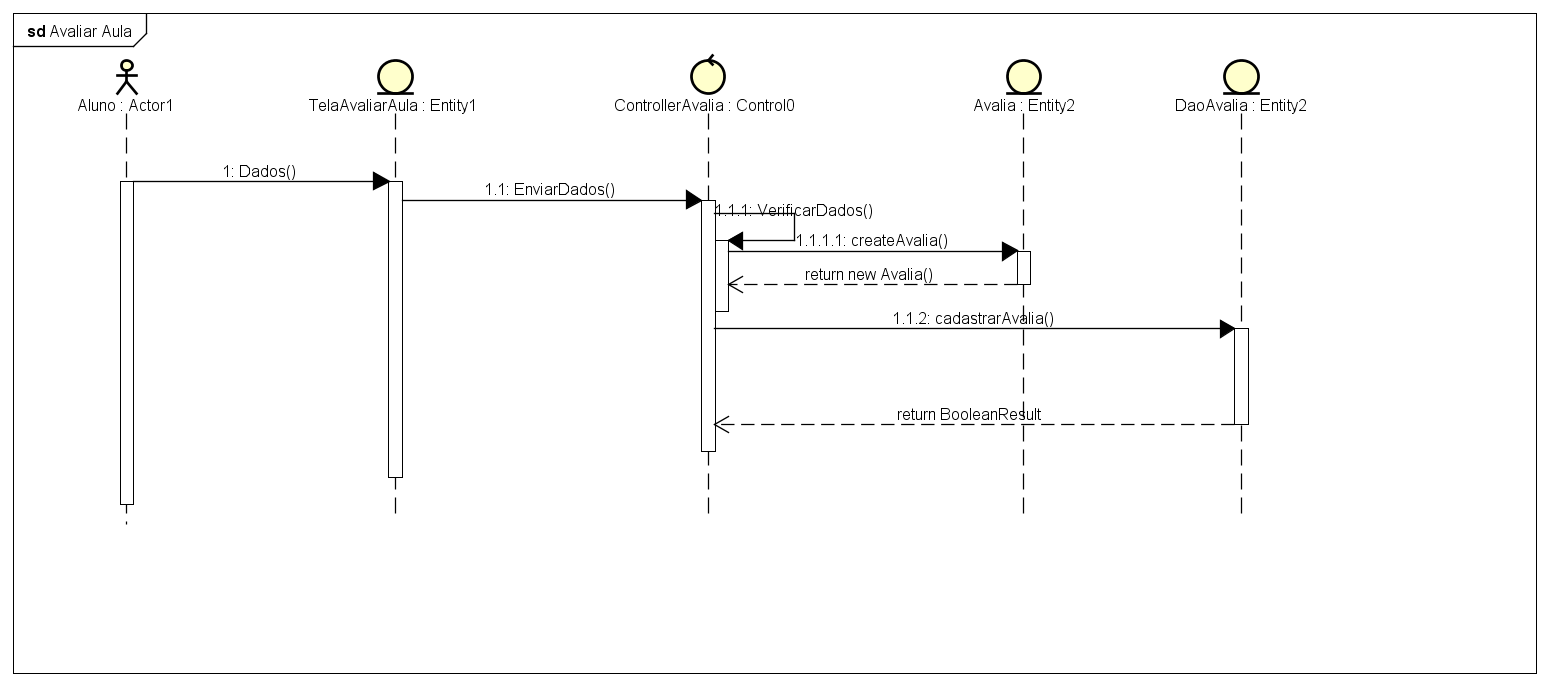 sd Avaliar Aula
Aluno : Actor1
TelaAvaliarAula : Entity1
ControllerAvalia : Control0
Avalia : Entity2
DaoAvalia : Entity2
1: Dados()
1.1: EnviarDados()
1.1.1: VerificarDados()
1.1.1.1: createAvalia()
return new Avalia()
1.1.2: cadastrarAvalia()
return BooleanResult